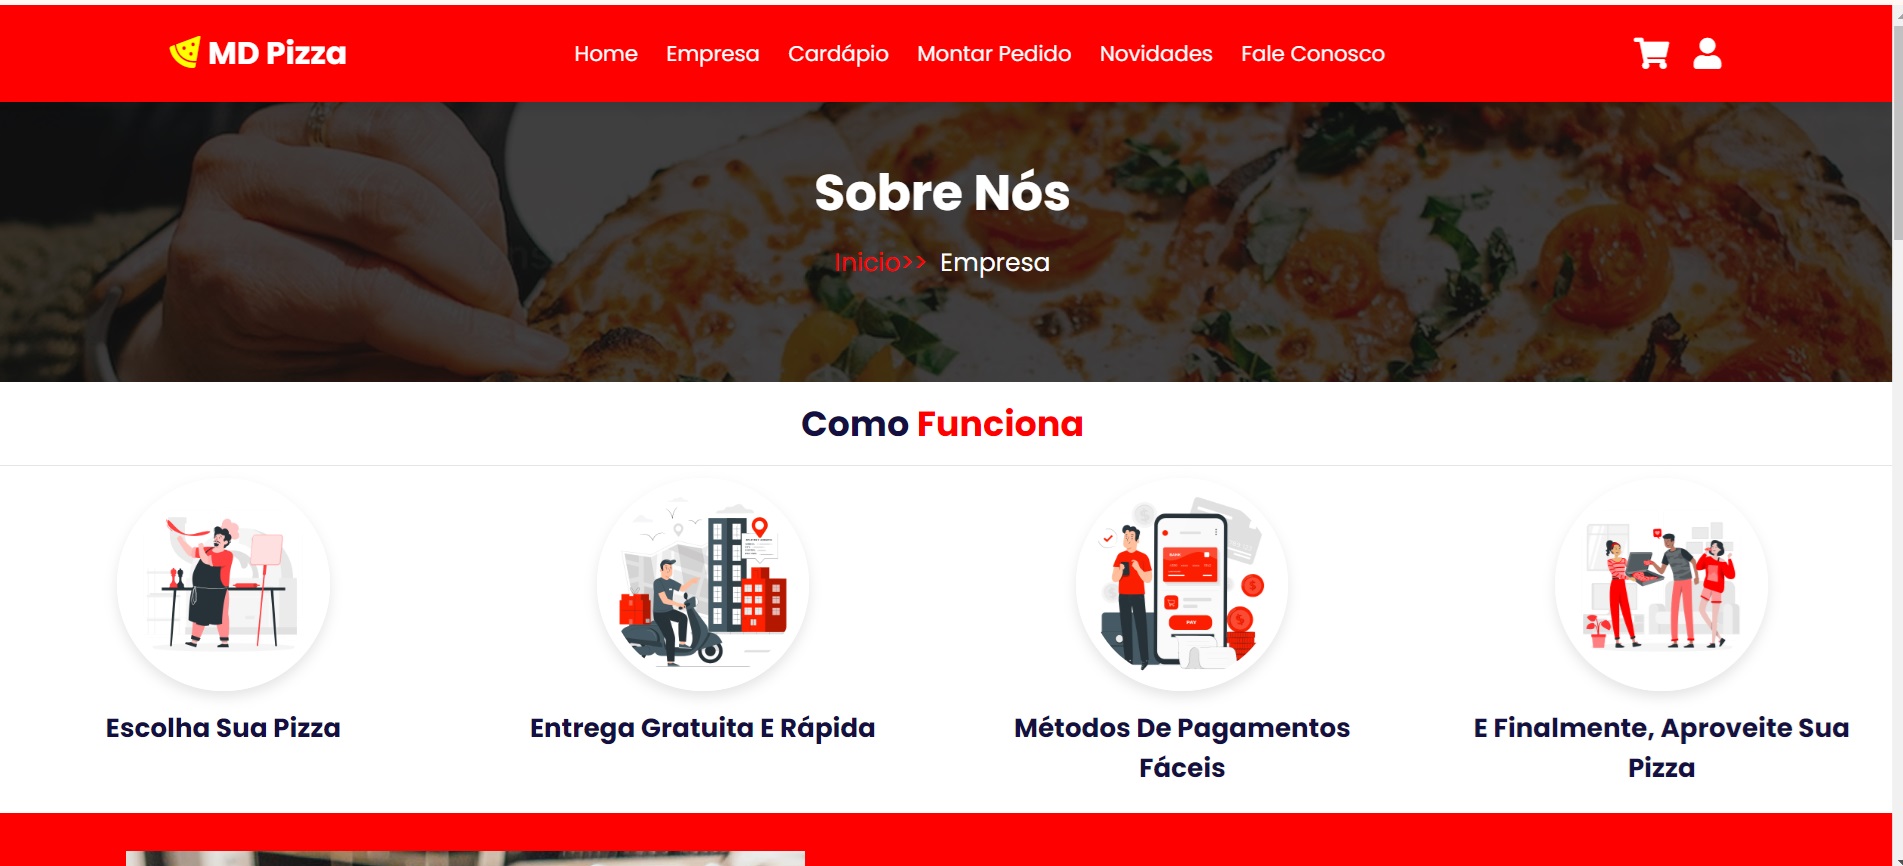 MD Pizza
Home Empresa Cardápio Montar Pedido Novidades Fale Conosco
Sobre Nós
Inicio>> Empresa
Como Funciona
PAY
Escolha Sua Pizza
Entrega Gratuita E Rápida
Métodos De Pagamentos
Fáceis
E Finalmente, Aproveite Sua
Pizza